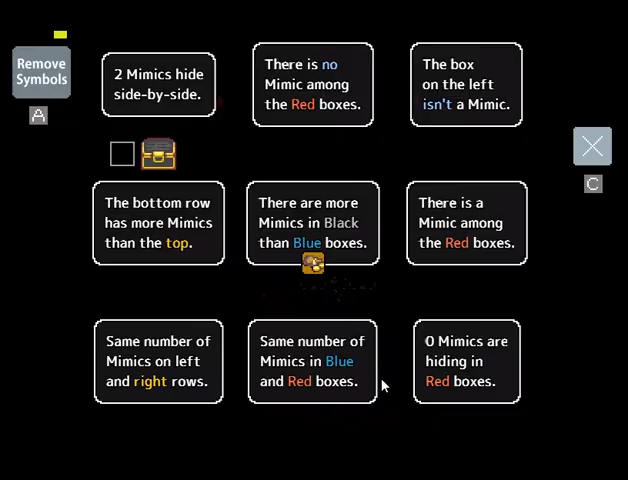 Remove
Symbols
A
2 Mimics hide
side-by-side.
There is no
Mimic among
the Red boxes.
The box
on the left
isn't a Mimic.
C
The bottom row
has more Mimics
than the top.
There are more
Mimics in Black
than Blue boxes.
There is a
Mimic among
the Red boxes.
Same number of
Mimics on left
and right rows.
Same number of
Mimics in Blue
and Red boxes.
0 Mimics are
hiding in
Red boxes.